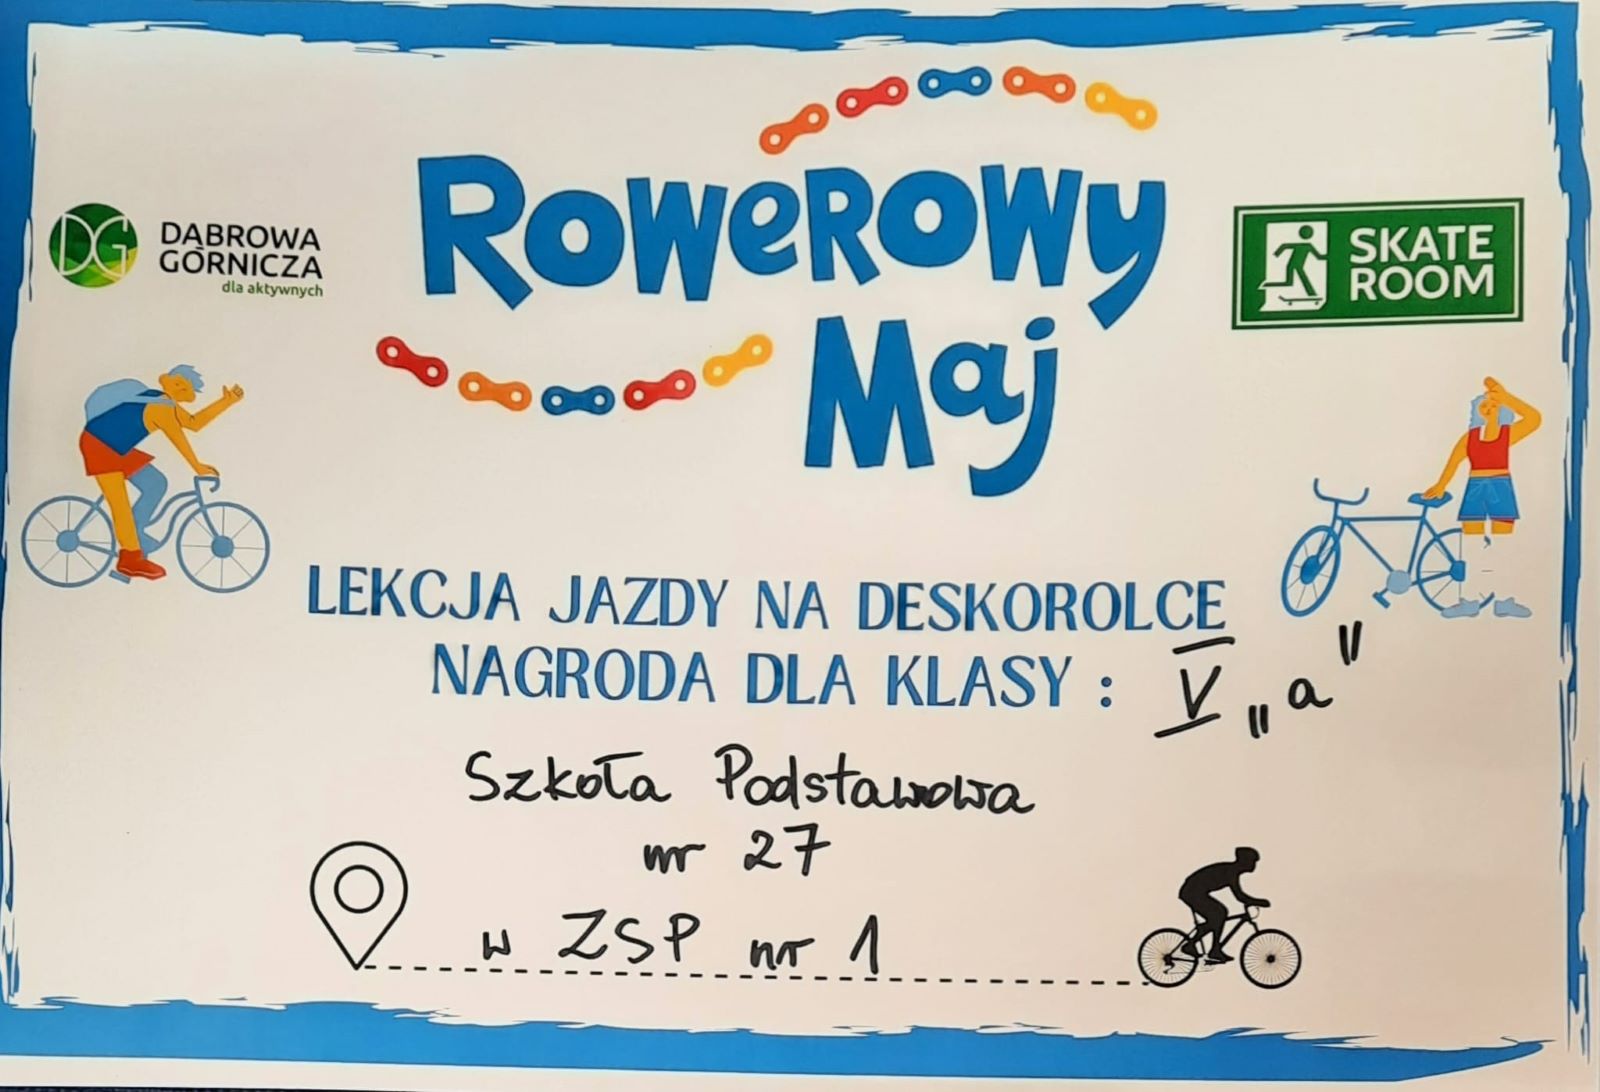 Rowerowy
Maj
DG
DĄBROWA
GÓRNICZA
dla aktywnych
SKATE
ROOM
LEKCJA JAZDY NA DESKOROLCE
NAGRODA DLA KLASY : V „a"
Szkoła Podstawowa
nr 27
w ZSP nr 1